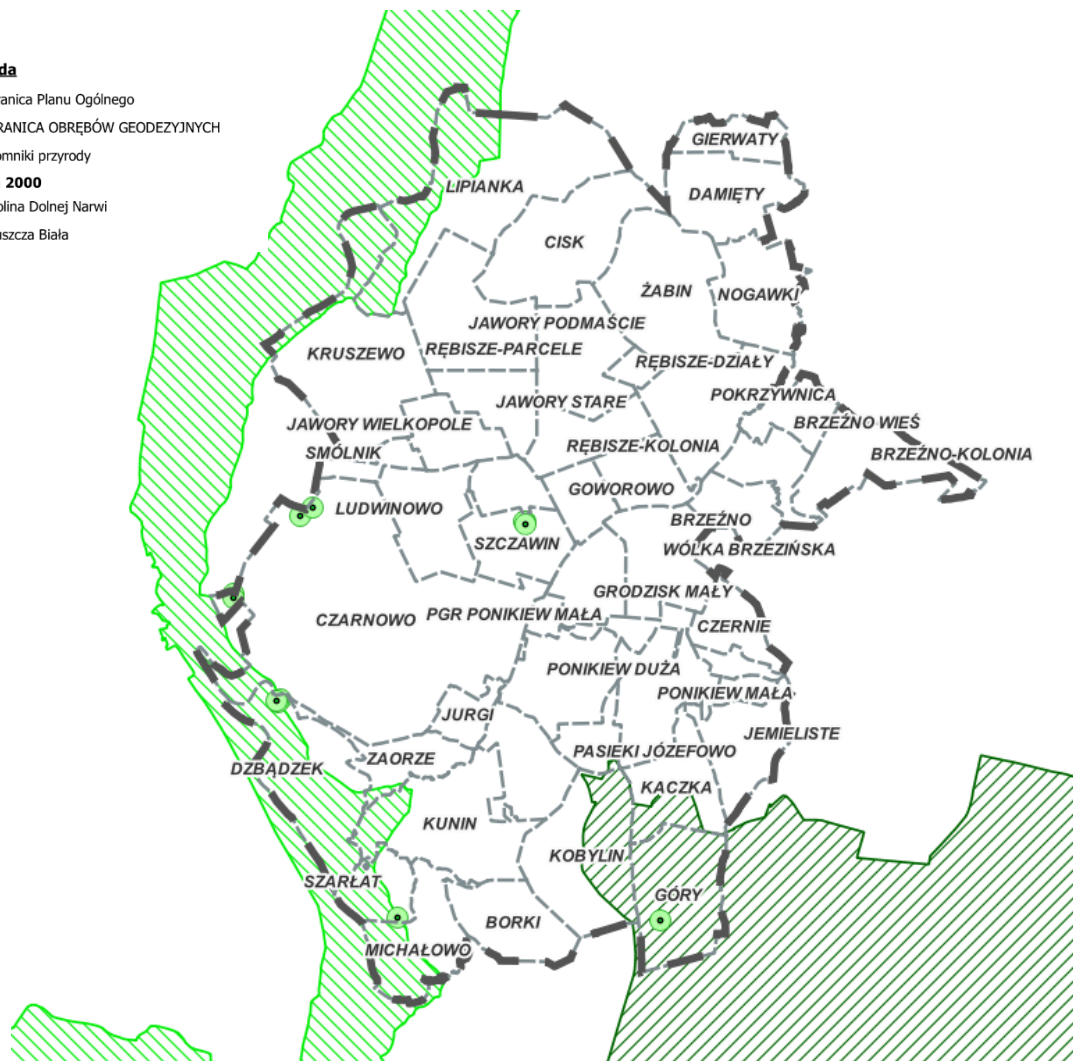 da
ranica Planu Ogólnego
RANICA OBRĘBÓW GEODEZYJNYCH
omniki przyrody
2000
olina Dolnej Narwi
uszcza Biała
GIERWATY
LIPIANKA
DAMIĘTY
CISK
ŻABIN
NOGAWKI
JAWORY PODMAŚCIE
KRUSZEWO
RĘBISZE-PARCELE
RĘBISZE-DZIAŁY
POKRZYWNICA
JAWORY STARE
JAWORY WIELKOPOLE
BRZEŹNO WIEŚ
RĘBISZE-KOLONIA
SMÓLNIK
BRZEŹNO-KOLONIA
GOWOROWO
LUDWINOWO
BRZEŹNO
SZCZAWIN
WÓLKA BRZEZIŃSKA
GRODZISK MAŁY
CZARNOWO
PGR PONIKIEW MAŁA
CZERNIE
PONIKIEW DUŻA
PONIKIEW MAŁA
JURGI
JEMIELISTE
ZAORZE
PASIEKI JÓZEFOWO
DZBĄDZEK
KACZKA
KUNIN
KOBYLIN
SZARŁAT
GÓRY
BORKI
MICHAŁOWO